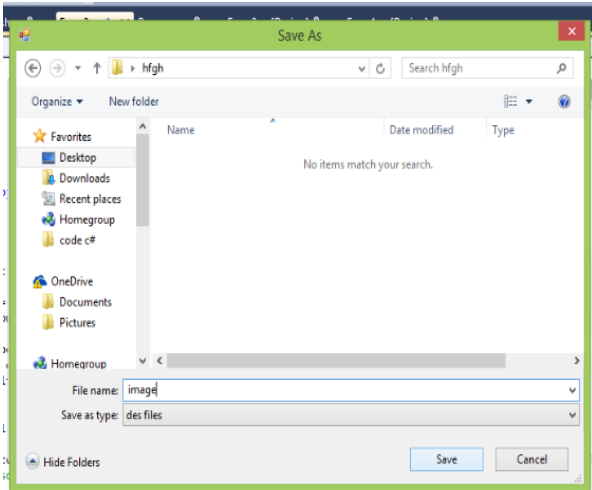 Save As
hfgh
Search hfgh
Organize
New folder
Name
Date modified
Type
No items match your search.
Favorites
Desktop
Downloads
Recent places
Homegroup
code c#
OneDrive
Documents
Pictures
Homegroup
File name: image
Save as type: des files
Hide Folders
Save
Cancel